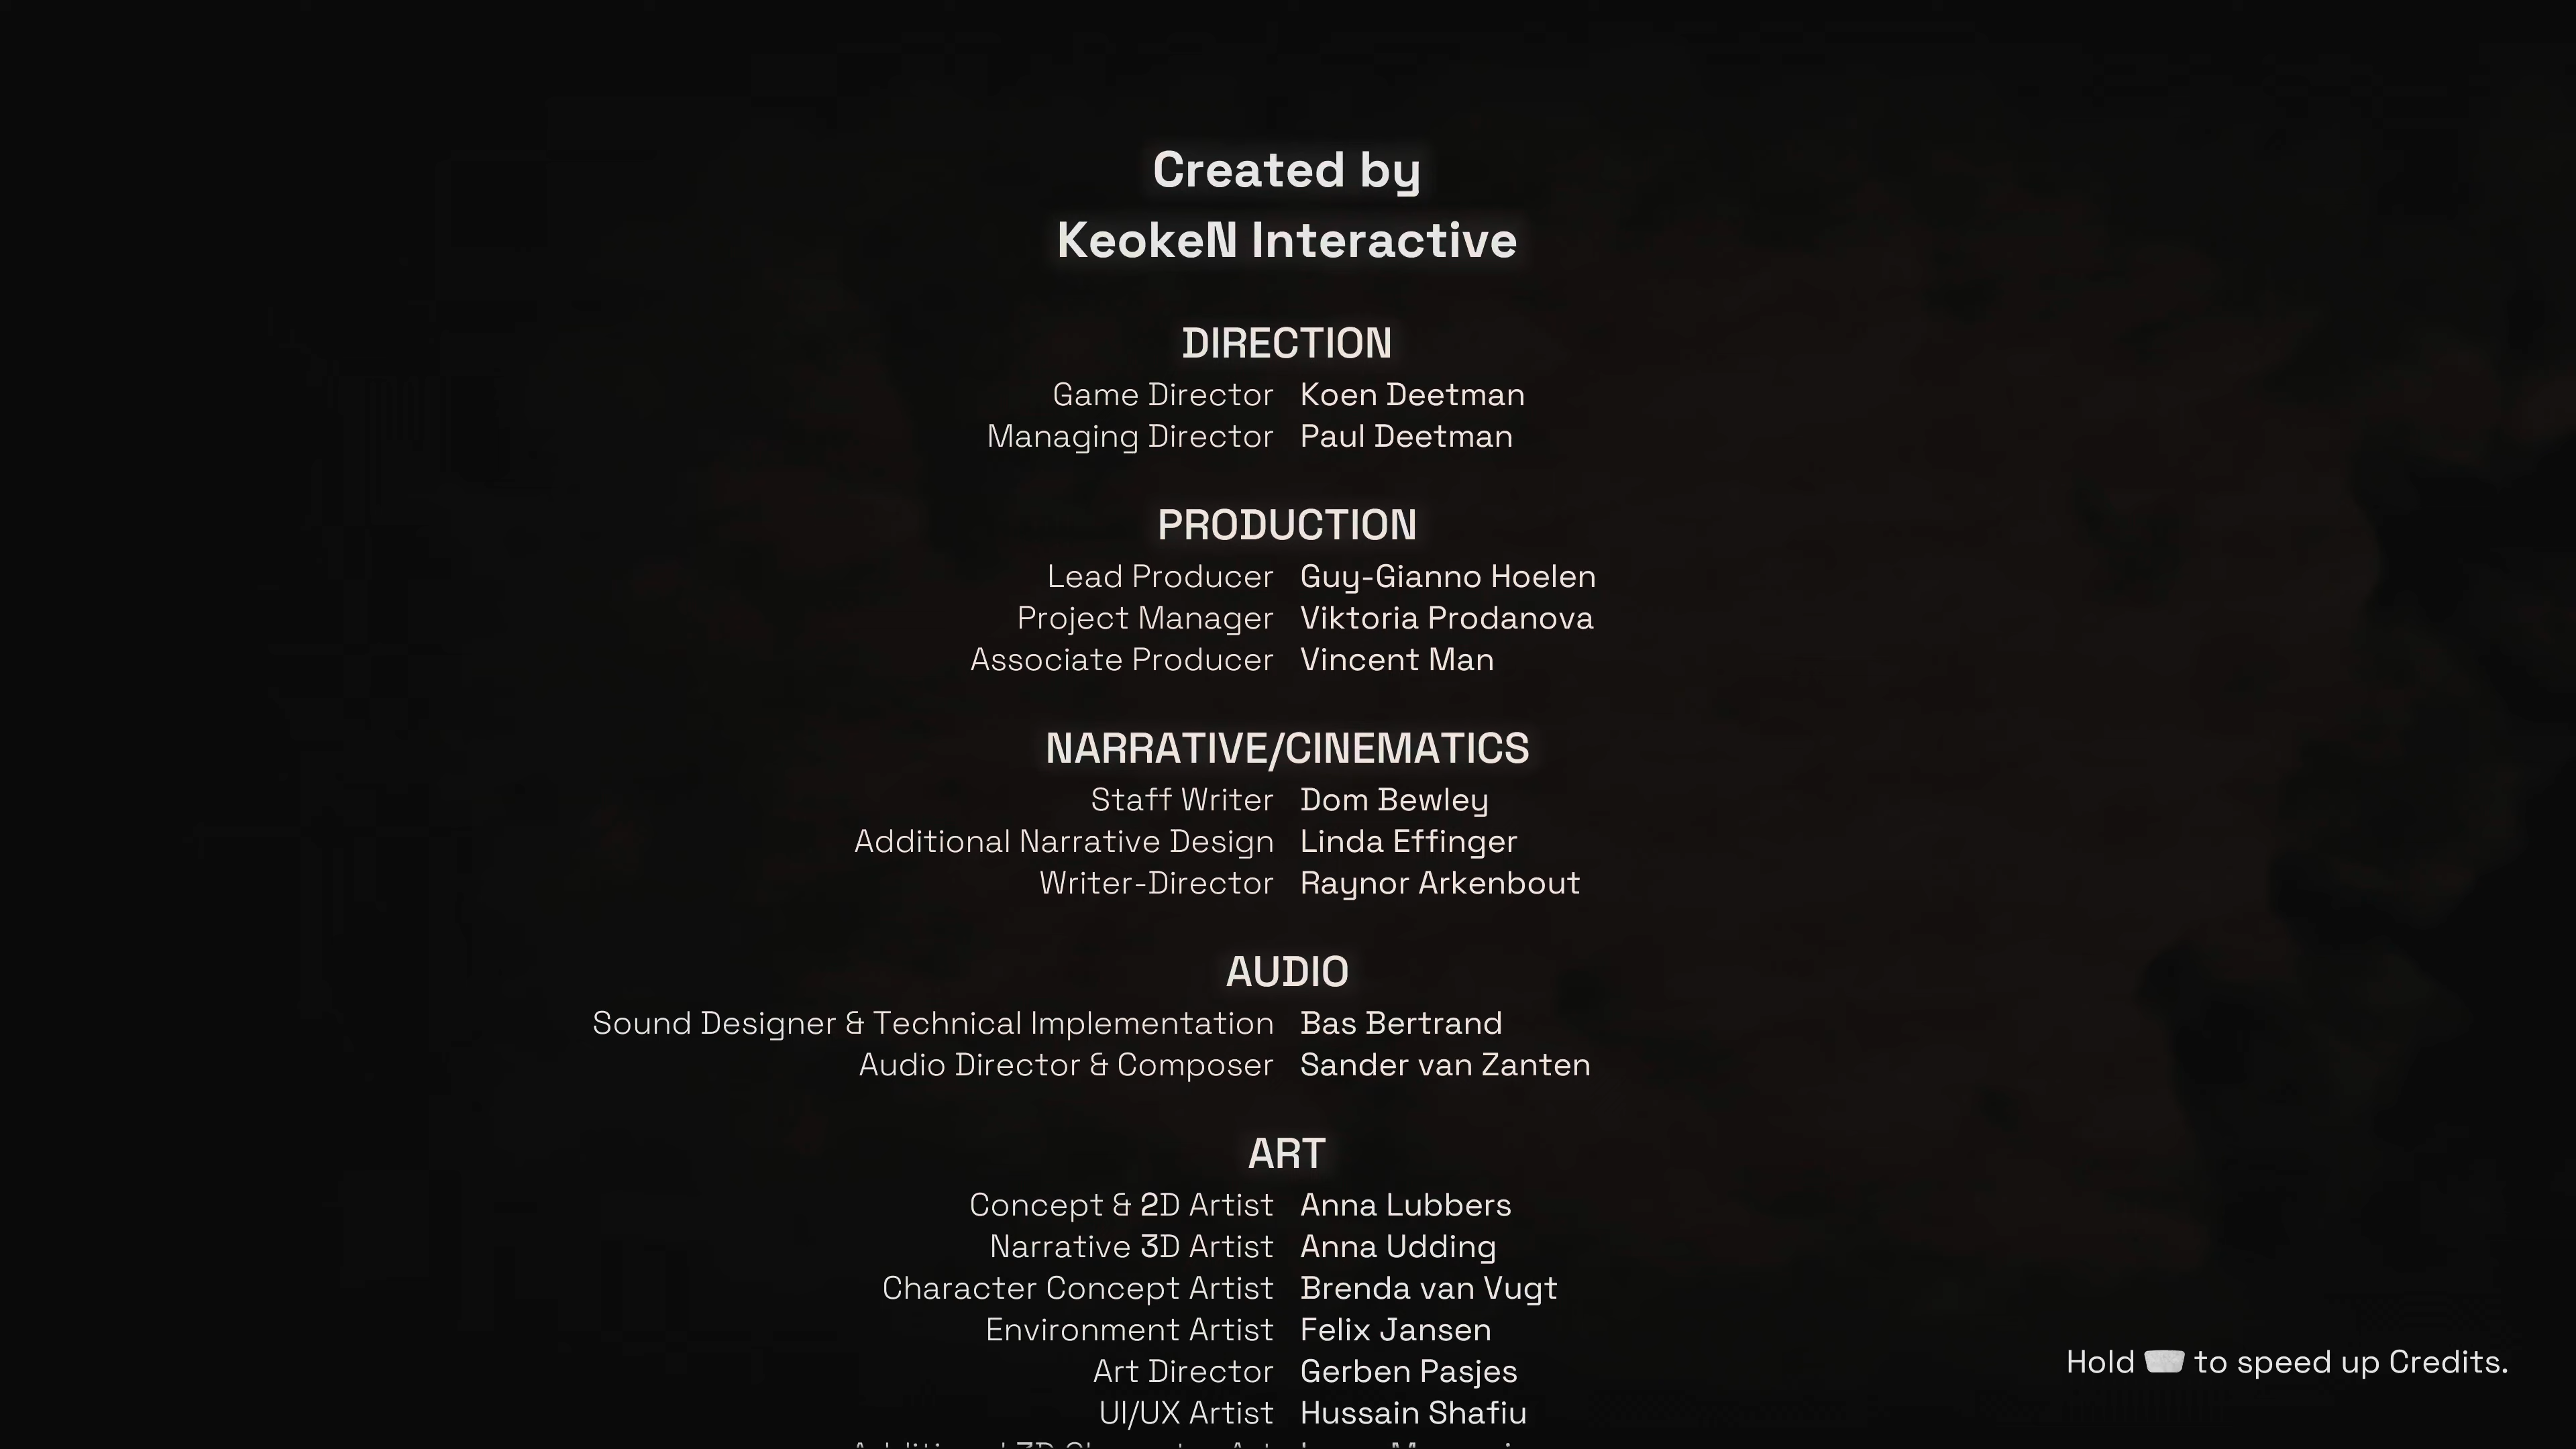 Created by
KeokeN Interactive
DIRECTION
Game Director Koen Deetman
Managing Director Paul Deetman
PRODUCTION
Lead Producer Guy-Gianno Hoelen
Project Manager Viktoria Prodanova
Associate Producer Vincent Man
NARRATIVE/CINEMATICS
Staff Writer Dom Bewley
Additional Narrative Design Linda Effinger
Writer-Director Raynor Arkenbout
AUDIO
Sound Designer & Technical Implementation Bas Bertrand
Audio Director & Composer Sander van Zanten
ART
Concept & 2D Artist Anna Lubbers
Narrative 3D Artist Anna Udding
Character Concept Artist Brenda van Vugt
Environment Artist Felix Jansen
Art Director Gerben Pasjes
Hold to speed up Credits.
UI/UX Artist Hussain Shafiu